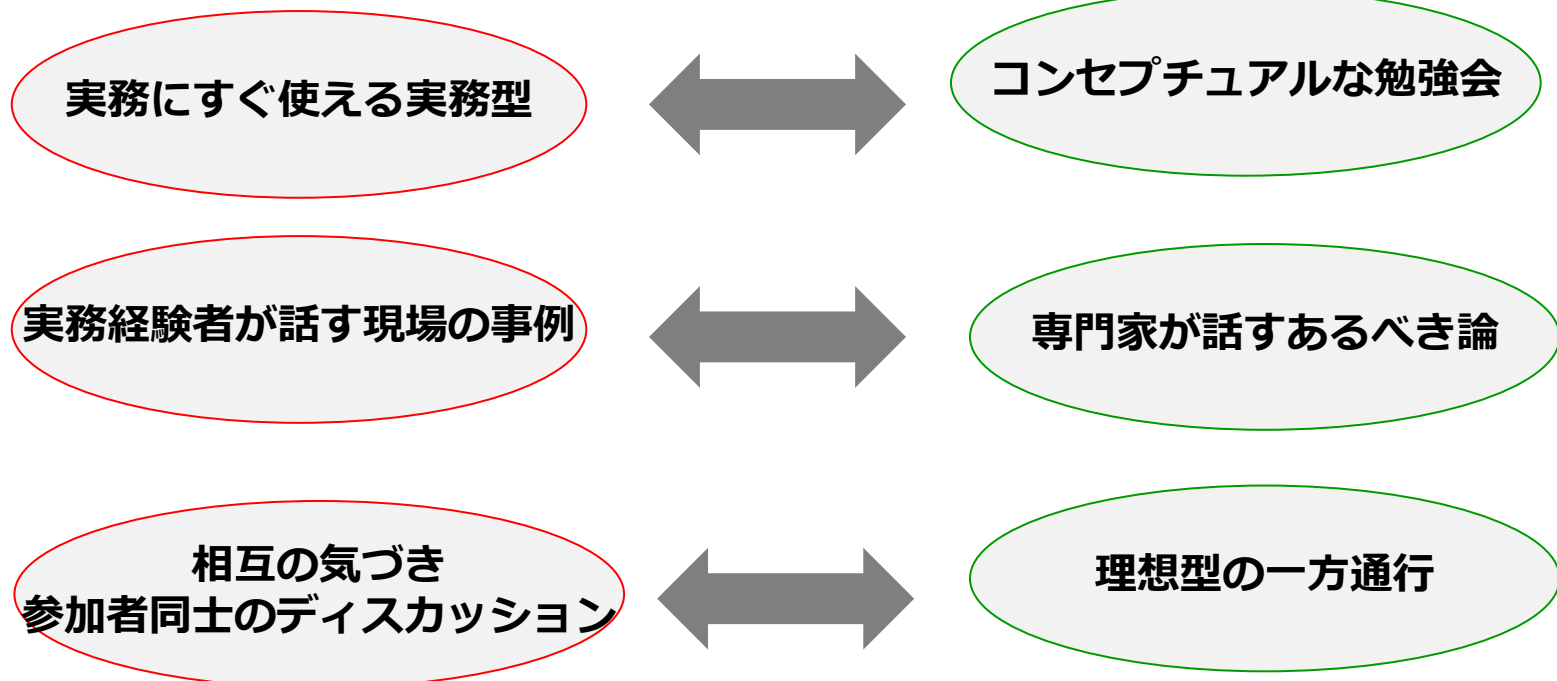 実務にすぐ使える実務型
コンセプチュアルな勉強会
実務経験者が話す現場の事例
専門家が話すあるべき論
相互の気づき
参加者同士のディスカッション
理想型の一方通行